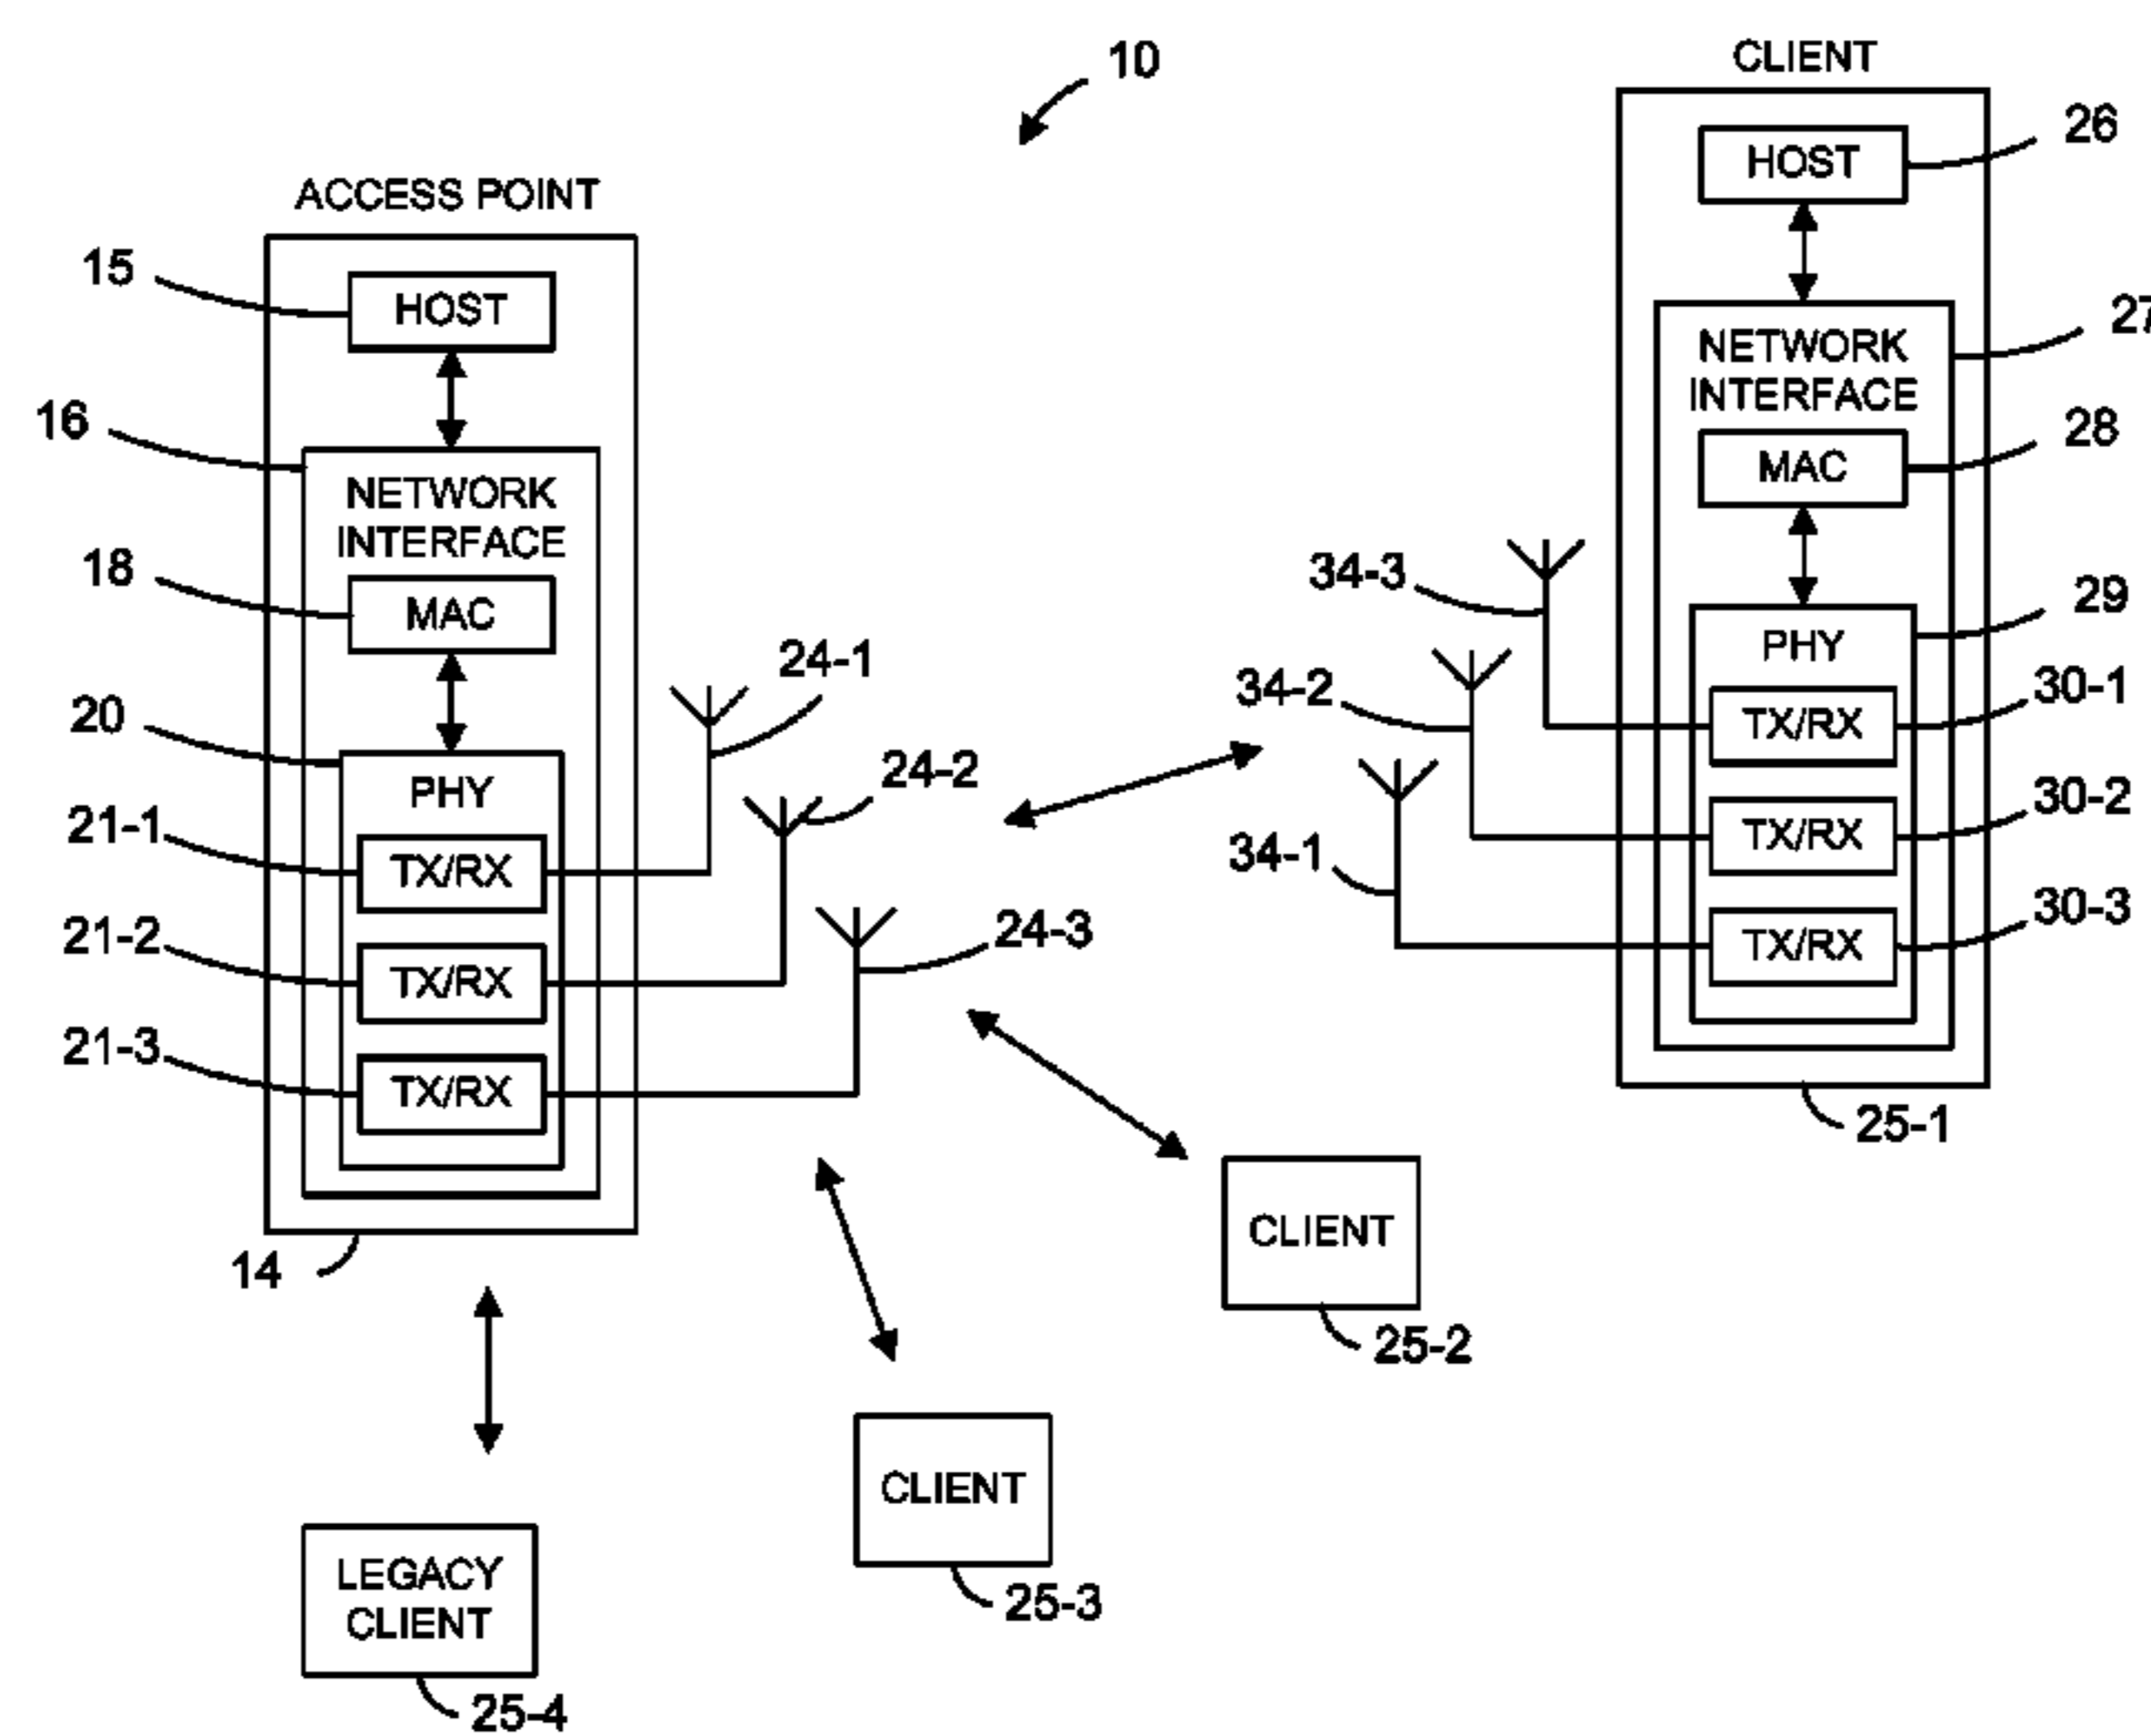 10
ACCESS POINT
15
HOST
16
NETWORK
INTERFACE
18
MAC
20
PHY
21-1
TX/RX
21-2
TX/RX
21-3
TX/RX
14
24-1
24-2
24-3
CLIENT
26
HOST
27
NETWORK
INTERFACE
28
MAC
29
PHY
34-3
34-2
34-1
TX/RX
30-1
TX/RX
30-2
TX/RX
30-3
25-1
CLIENT
25-2
CLIENT
25-3
LEGACY
CLIENT
25-4